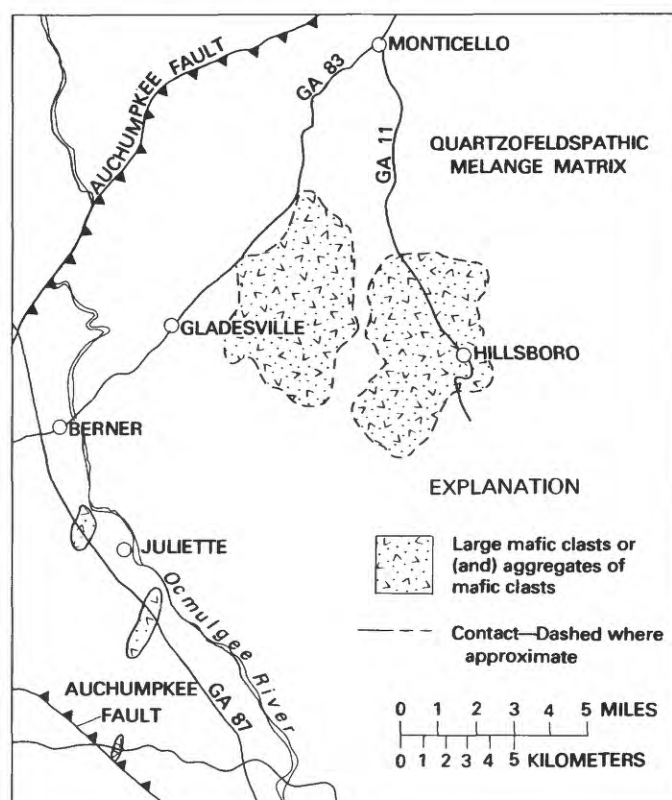 MONTICELLO
AUCHUMPKEE FAULT
GA 83
GA 11
QUARTZOFELDSPATHIC
MELANGE MATRIX
GLADESVILLE
HILLSBORO
BERNER
EXPLANATION
JULIETTE
Large mafic clasts or
(and) aggregates of
mafic clasts
Ocmulgee River
Contact—Dashed where
approximate
AUCHUMPKEE
FAULT
GA 87
0 1 2 3 4 5 MILES
0 1 2 3 4 5 KILOMETERS